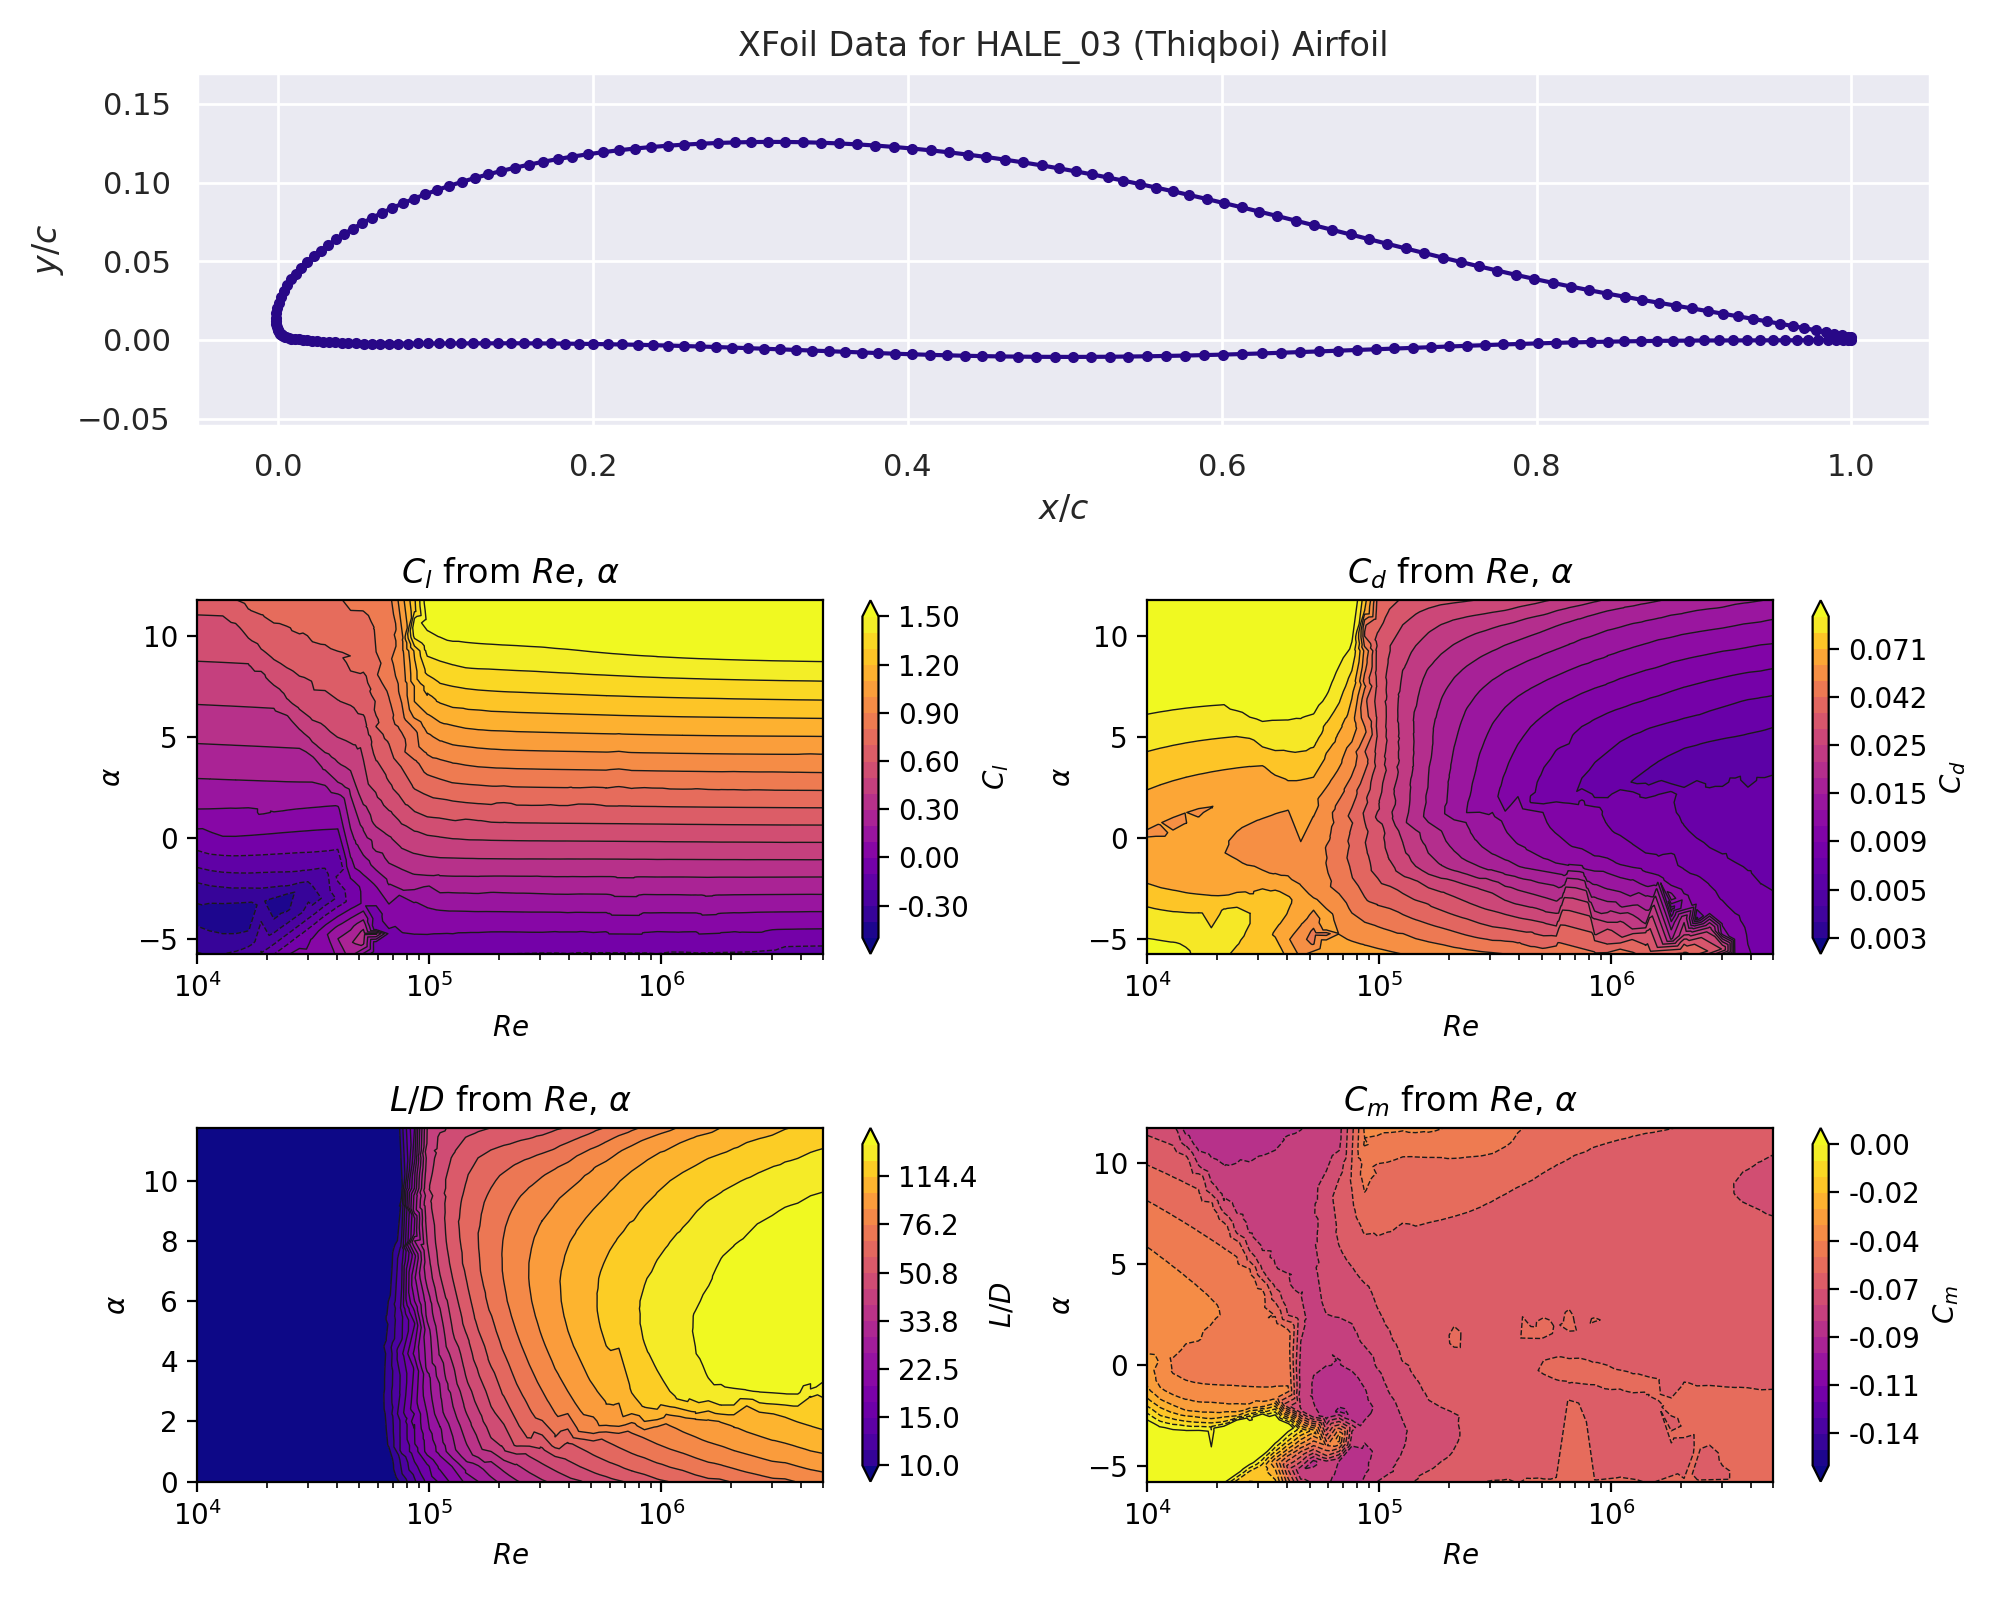 XFoil Data for HALE_03 (Thiqboi) Airfoil
0.15
0.10
0.05
0.00
−0.05
y/c
0.0 0.2 0.4 0.6 0.8 1.0
x/c
C_l from Re, α
10
5
0
−5
α
10^4 10^5 10^6
Re
1.50
1.20
0.90
0.60
0.30
0.00
-0.30
C_l
C_d from Re, α
10
5
0
−5
α
10^4 10^5 10^6
Re
0.071
0.042
0.025
0.015
0.009
0.005
0.003
C_d
L/D from Re, α
10
8
6
4
2
0
α
10^4 10^5 10^6
Re
114.4
76.2
50.8
33.8
22.5
15.0
10.0
L/D
C_m from Re, α
10
5
0
−5
α
10^4 10^5 10^6
Re
0.00
-0.02
-0.04
-0.07
-0.09
-0.11
-0.14
C_m